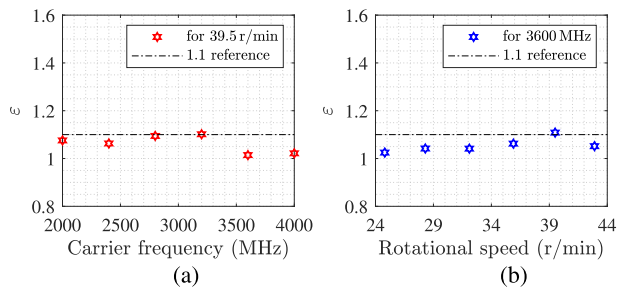 1.6
1.4
1.2
1
0.8
ε
for 39.5 r/min
1.1 reference
2000 2500 3000 3500 4000
Carrier frequency (MHz)
(a)
1.6
1.4
1.2
1
0.8
ε
for 3600 MHz
1.1 reference
24 29 34 39 44
Rotational speed (r/min)
(b)